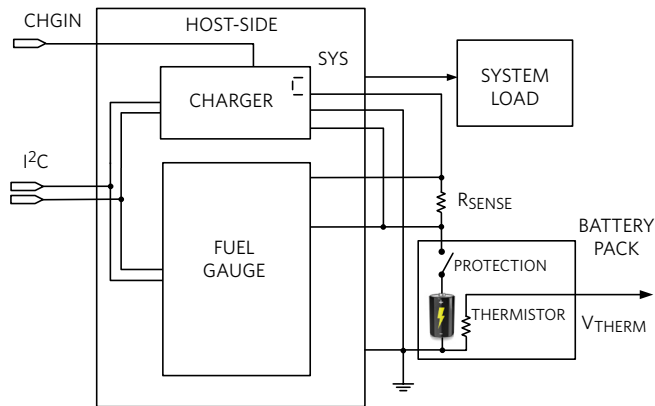 CHGIN
HOST-SIDE
SYS
CHARGER
SYSTEM
LOAD
I²C
RSENSE
FUEL
GAUGE
BATTERY
PACK
PROTECTION
THERMISTOR
VTHERM